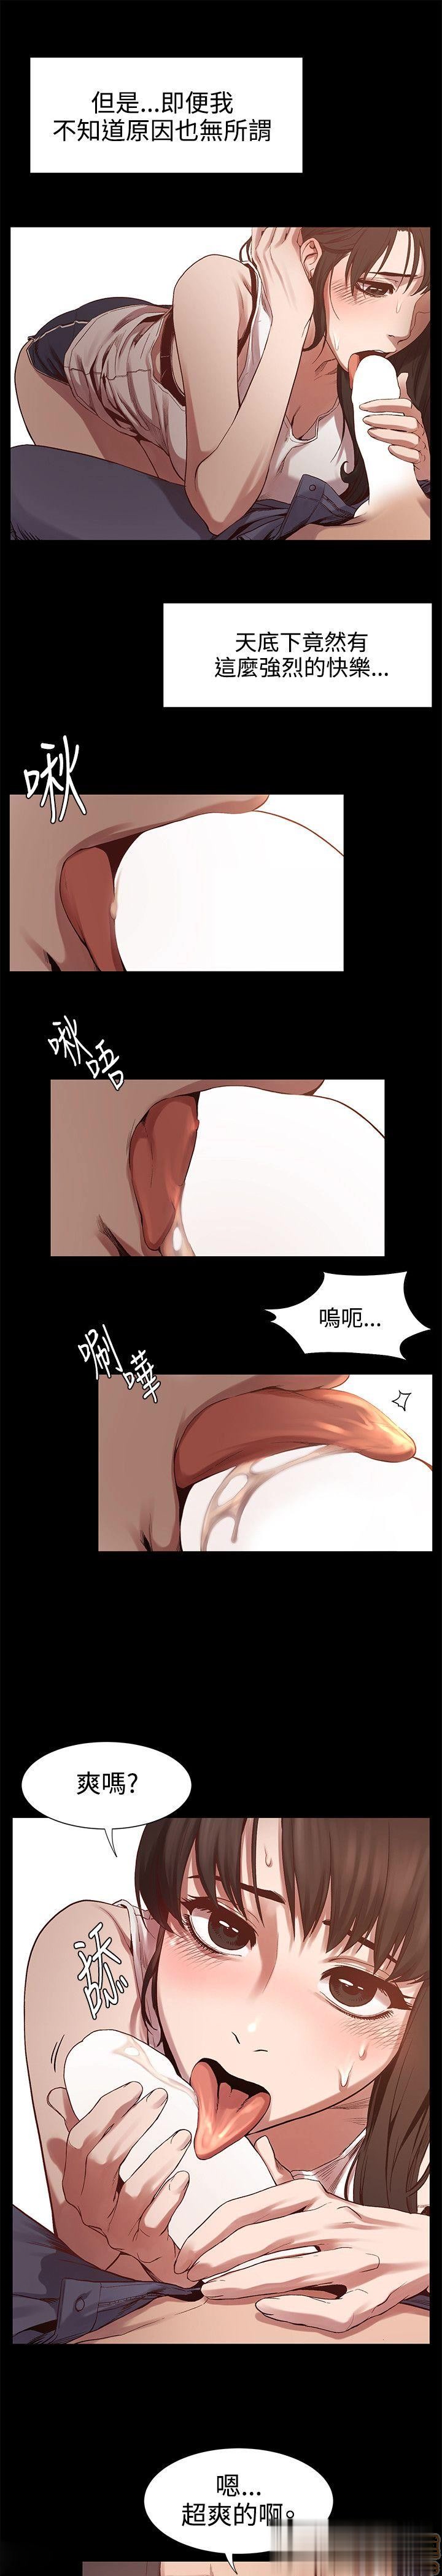 但是...即便我
不知道原因也無所謂
天底下竟然有
這麼強烈的快樂...
啾
啾
唔
嗚呃...
唰
嘩
爽嗎?
舔
嗯...
超爽的啊。